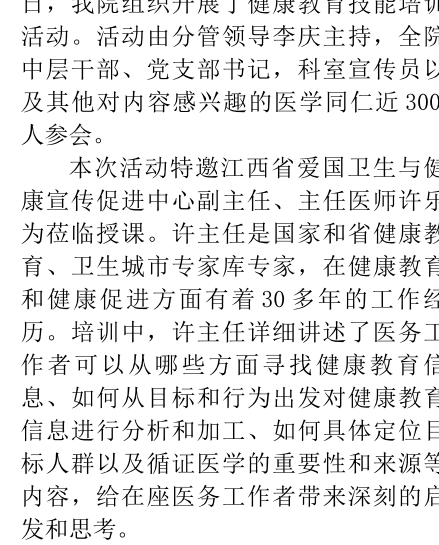 日，我院组织开展了健康教育技能培训
活动。活动由分管领导李庆主持，全院
中层干部、党支部书记，科室宣传员以
及其他对内容感兴趣的医学同仁近 300
人参会。
本次活动特邀江西省爱国卫生与健
康宣传促进中心副主任、主任医师许乐
为莅临授课。许主任是国家和省健康教
育、卫生城市专家库专家，在健康教育
和健康促进方面有着 30 多年的工作经
历。培训中，许主任详细讲述了医务工
作者可以从哪些方面寻找健康教育信
息、如何从目标和行为出发对健康教育
信息进行分析和加工、如何具体定位目
标人群以及循证医学的重要性和来源等
内容，给在座医务工作者带来深刻的启
发和思考。